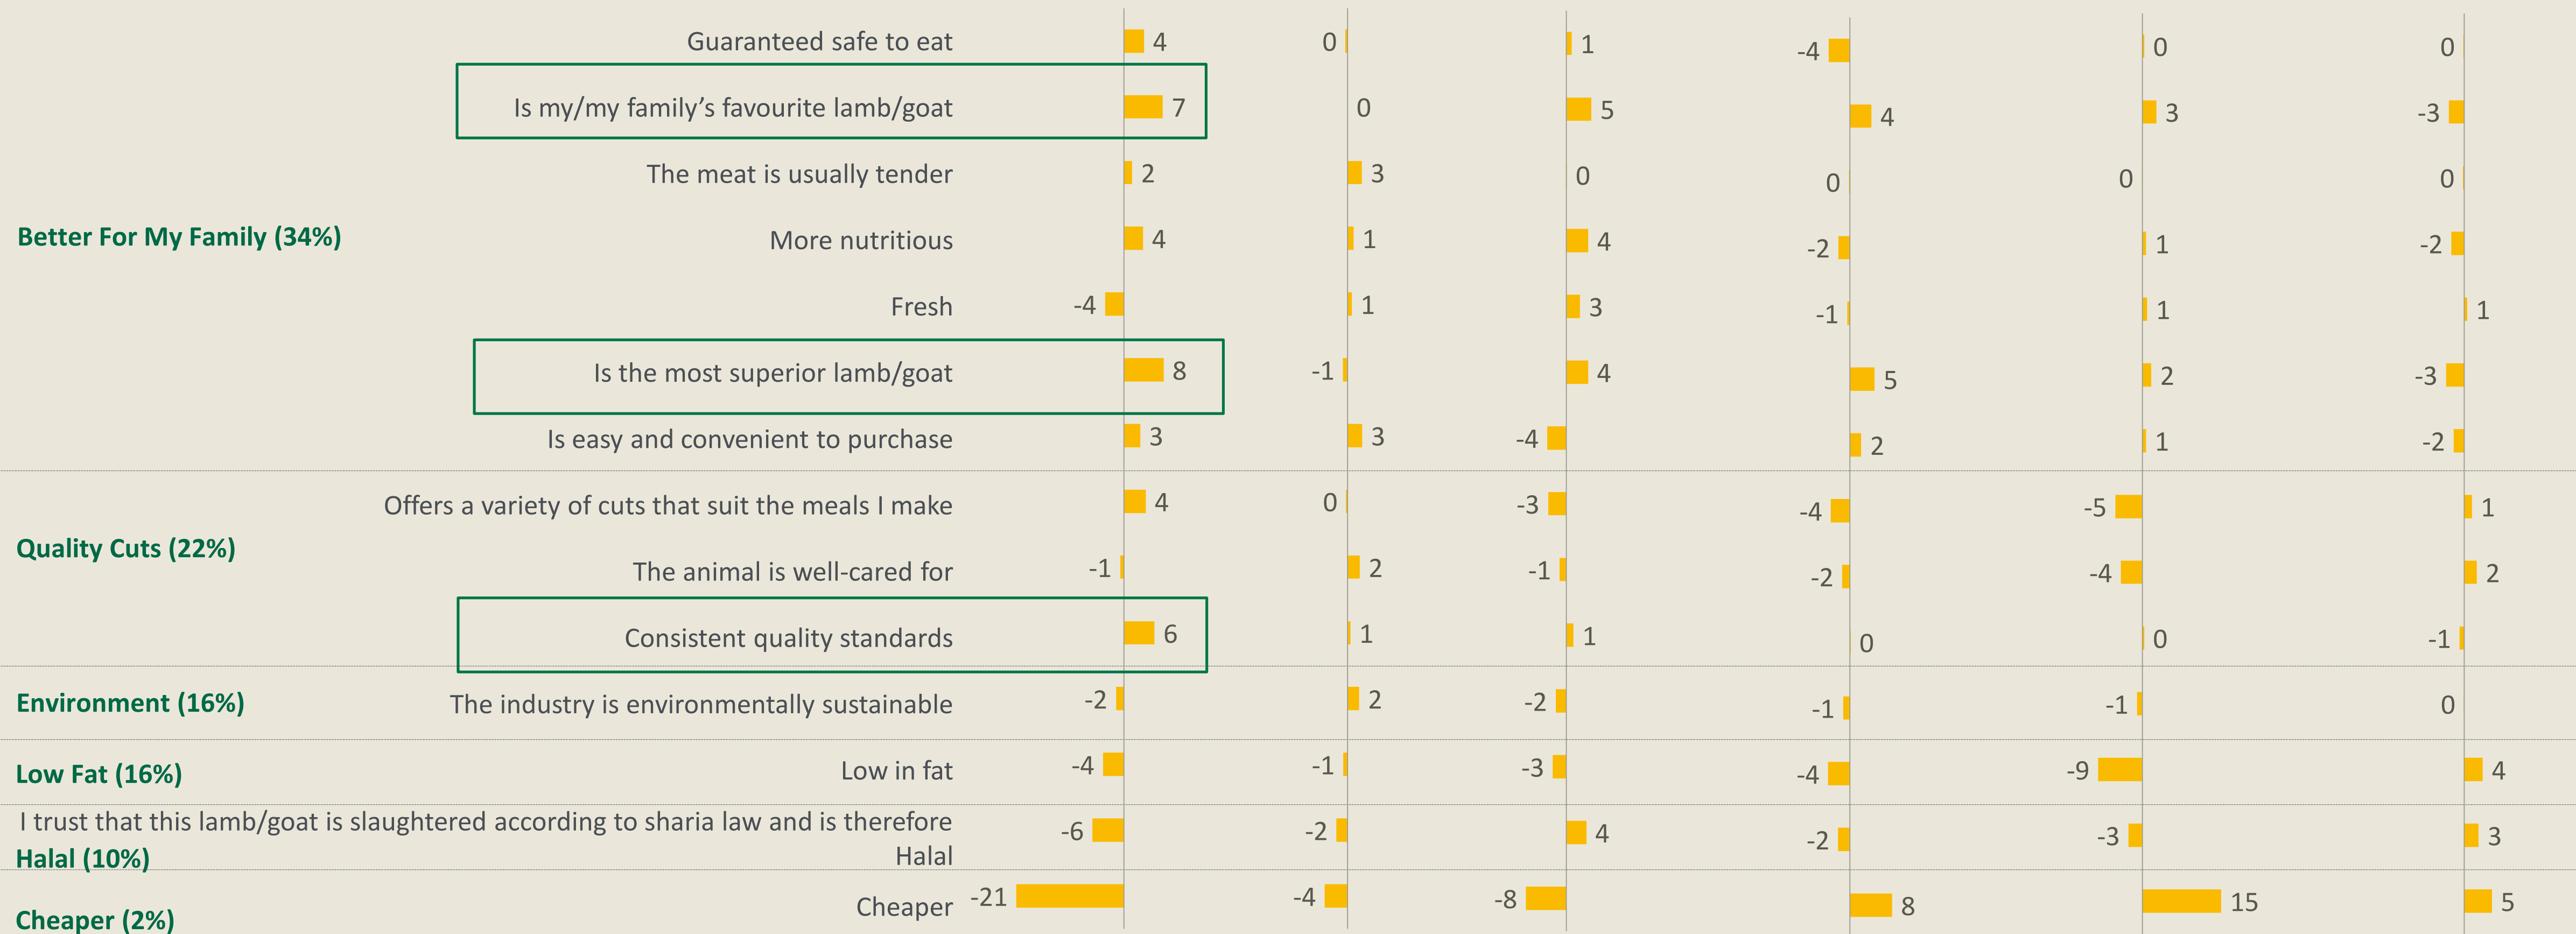 Guaranteed safe to eat 4 0 1 -4 0 0
Is my/my family’s favourite lamb/goat 7 0 5 4 3 -3
The meat is usually tender 2 3 0 0 0 0
Better For My Family (34%)
More nutritious 4 1 4 -2 1 -2
Fresh -4 1 3 -1 1 1
Is the most superior lamb/goat 8 -1 4 5 2 -3
Is easy and convenient to purchase 3 3 -4 2 1 -2
Offers a variety of cuts that suit the meals I make 4 0 -3 -4 -5 1
Quality Cuts (22%)
The animal is well-cared for -1 2 -1 -2 -4 2
Consistent quality standards 6 1 1 0 0 -1
Environment (16%) The industry is environmentally sustainable -2 2 -2 -1 -1 0
Low Fat (16%) Low in fat -4 -1 -3 -4 -9 4
I trust that this lamb/goat is slaughtered according to sharia law and is therefore -6 -2 4 -2 -3 3
Halal (10%) Halal
Cheaper (2%) Cheaper -21 -4 -8 8 15 5